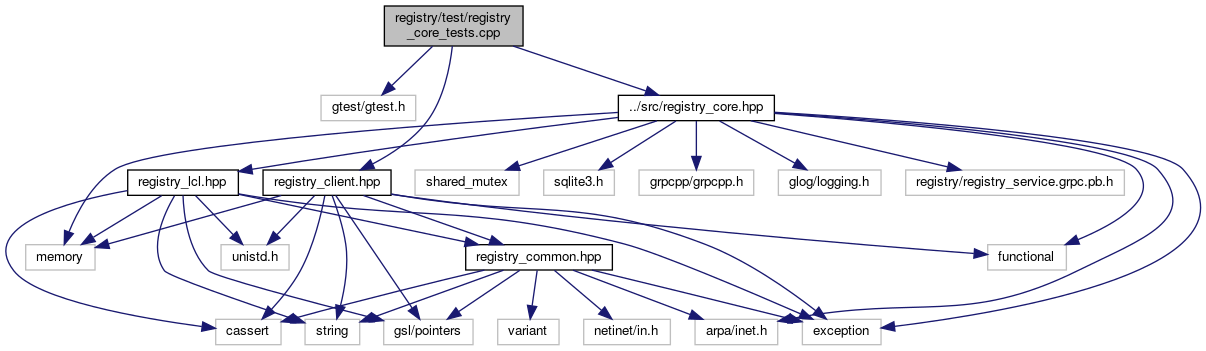 registry/test/registry
_core_tests.cpp
gtest/gtest.h
../src/registry_core.hpp
registry_lcl.hpp
registry_client.hpp
shared_mutex
sqlite3.h
grpcpp/grpcpp.h
glog/logging.h
registry/registry_service.grpc.pb.h
memory
unistd.h
registry_common.hpp
functional
cassert
string
gsl/pointers
variant
netinet/in.h
arpa/inet.h
exception